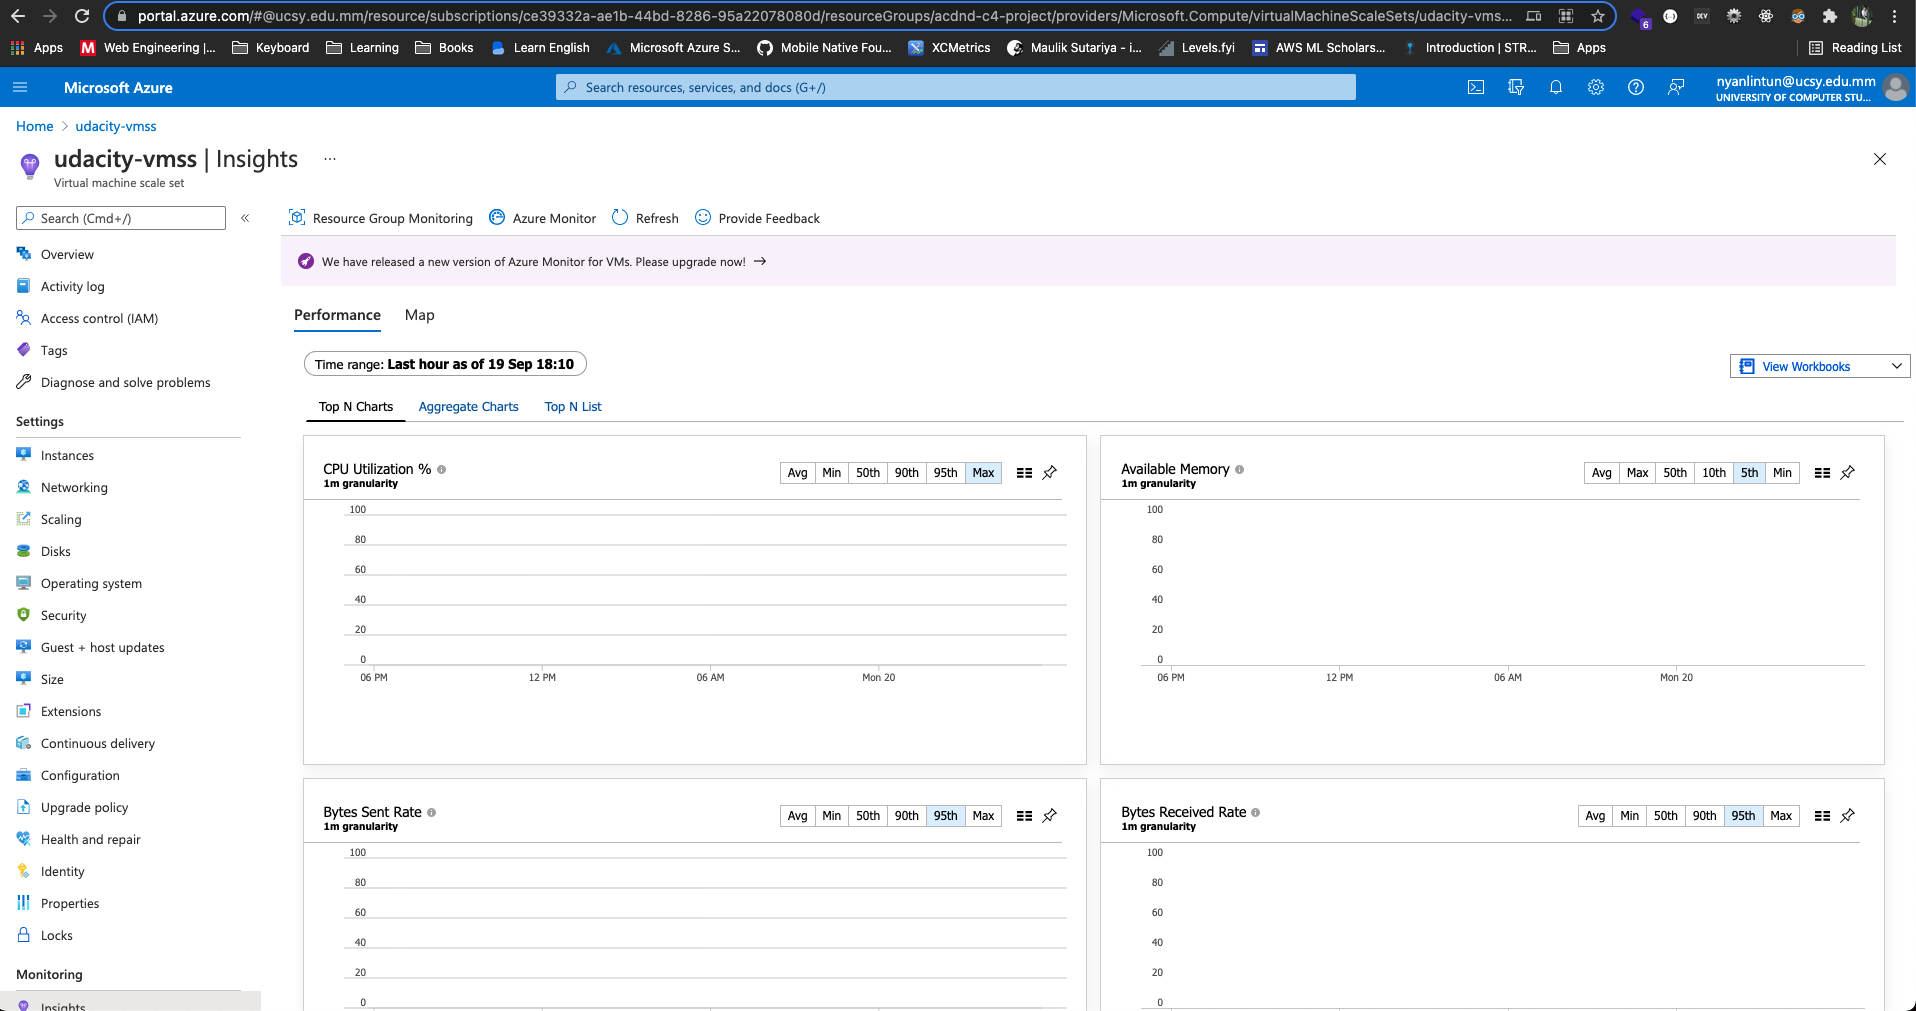 portal.azure.com/#@ucsy.edu.mm/resource/subscriptions/ce39332a-ae1b-44bd-8286-95a22078080d/resourceGroups/acdnd-c4-project/providers/Microsoft.Compute/virtualMachineScaleSets/udacity-vms...
6
DEV
Apps
M Web Engineering |...
Keyboard
Learning
Books
Learn English
Microsoft Azure S...
Mobile Native Fou...
XCMetrics
Maulik Sutariya - i...
Levels.fyi
AWS ML Scholars...
Introduction | STR...
Apps
Reading List
Microsoft Azure
Search resources, services, and docs (G+/)
nyanlintun@ucsy.edu.mm
UNIVERSITY OF COMPUTER STU...
Home > udacity-vmss
udacity-vmss | Insights ...
Virtual machine scale set
Search (Cmd+/)
«
Overview
Activity log
Access control (IAM)
Tags
Diagnose and solve problems
Settings
Instances
Networking
Scaling
Disks
Operating system
Security
Guest + host updates
Size
Extensions
Continuous delivery
Configuration
Upgrade policy
Health and repair
Identity
Properties
Locks
Monitoring
Insights
Resource Group Monitoring
Azure Monitor
Refresh
Provide Feedback
We have released a new version of Azure Monitor for VMs. Please upgrade now! →
Performance
Map
Time range: Last hour as of 19 Sep 18:10
View Workbooks
Top N Charts
Aggregate Charts
Top N List
CPU Utilization %
1m granularity
Avg Min 50th 90th 95th Max
100
80
60
40
20
0
06 PM 12 PM 06 AM Mon 20
Available Memory
1m granularity
Avg Max 50th 10th 5th Min
100
80
60
40
20
0
06 PM 12 PM 06 AM Mon 20
Bytes Sent Rate
1m granularity
Avg Min 50th 90th 95th Max
100
80
60
40
20
0
Bytes Received Rate
1m granularity
Avg Min 50th 90th 95th Max
100
80
60
40
20
0